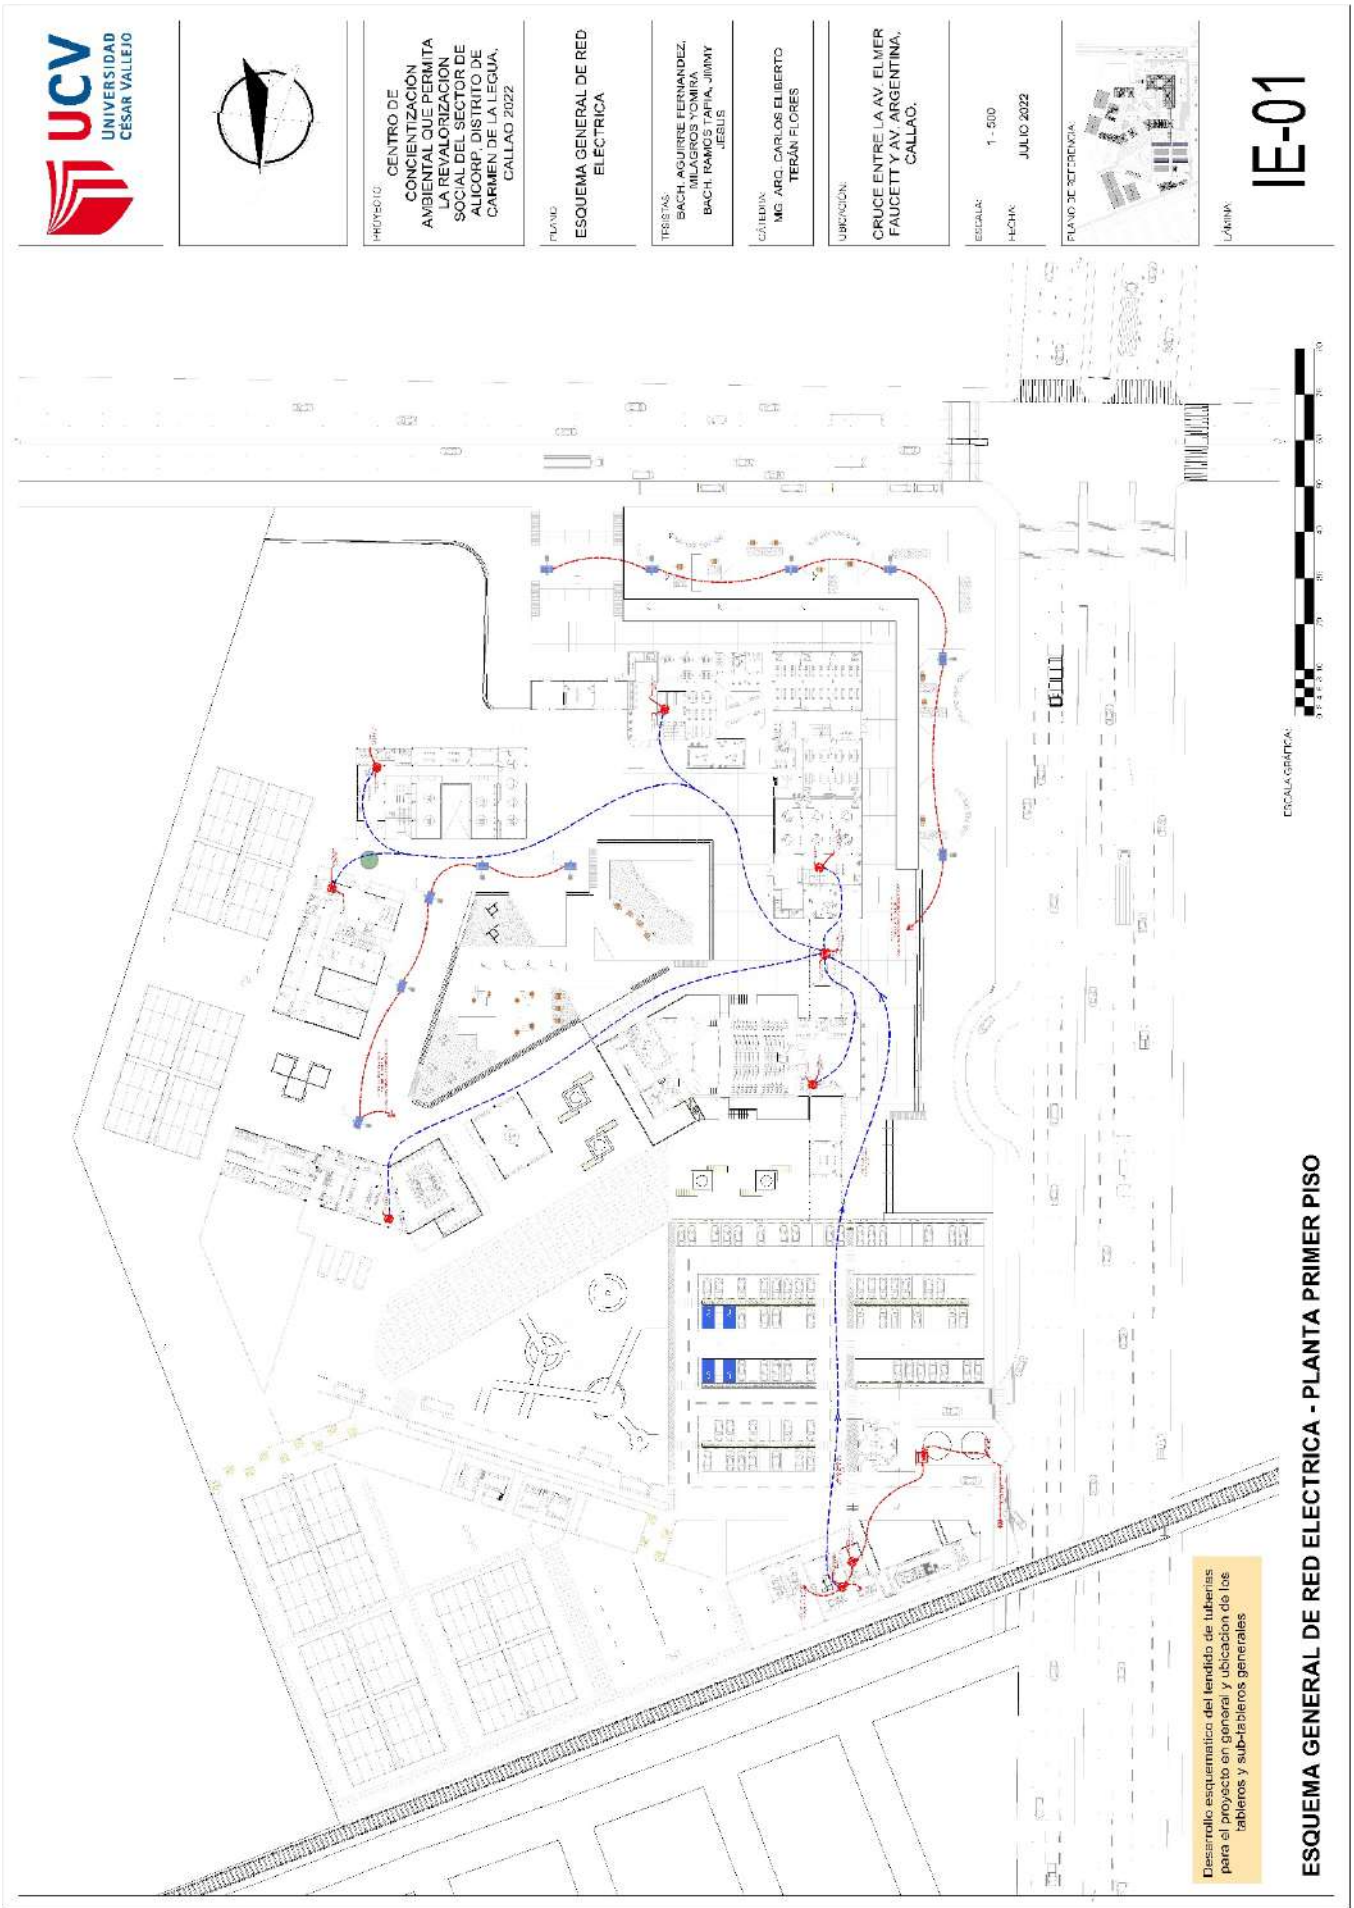 UCV
UNIVERSIDAD
CÉSAR VALLEJO
PROYECTO:
CENTRO DE
CONCIENTIZACIÓN
AMBIENTAL QUE PERMITA
LA REVALORIZACION
SOCIAL DEL SECTOR DE
ALICORP, DISTRITO DE
CARMEN DE LA LEGUA,
CALLAO 2022
PLANO:
ESQUEMA GENERAL DE RED
ELÉCTRICA
TESISTAS:
BACH. AGUIRRE FERNANDEZ,
MILAGROS YOMIRA
BACH. RAMOS TAPIA, JIMMY
JESUS
CÁTEDRA:
MG. ARQ. CARLOS ELIBERTO
TERÁN FLORES
UBICACIÓN:
CRUCE ENTRE LA AV. ELMER
FAUCETT Y AV. ARGENTINA,
CALLAO.
ESCALA:
1 - 500
FECHA:
JULIO 2022
PLANO DE REFERENCIA:
LÁMINA
IE-01
ESCALA GRÁFICA:
Desarrollo esquematico del tendido de tuberias
para el proyecto en general y ubicacion de los
tableros y sub-tableros generales
ESQUEMA GENERAL DE RED ELECTRICA - PLANTA PRIMER PISO